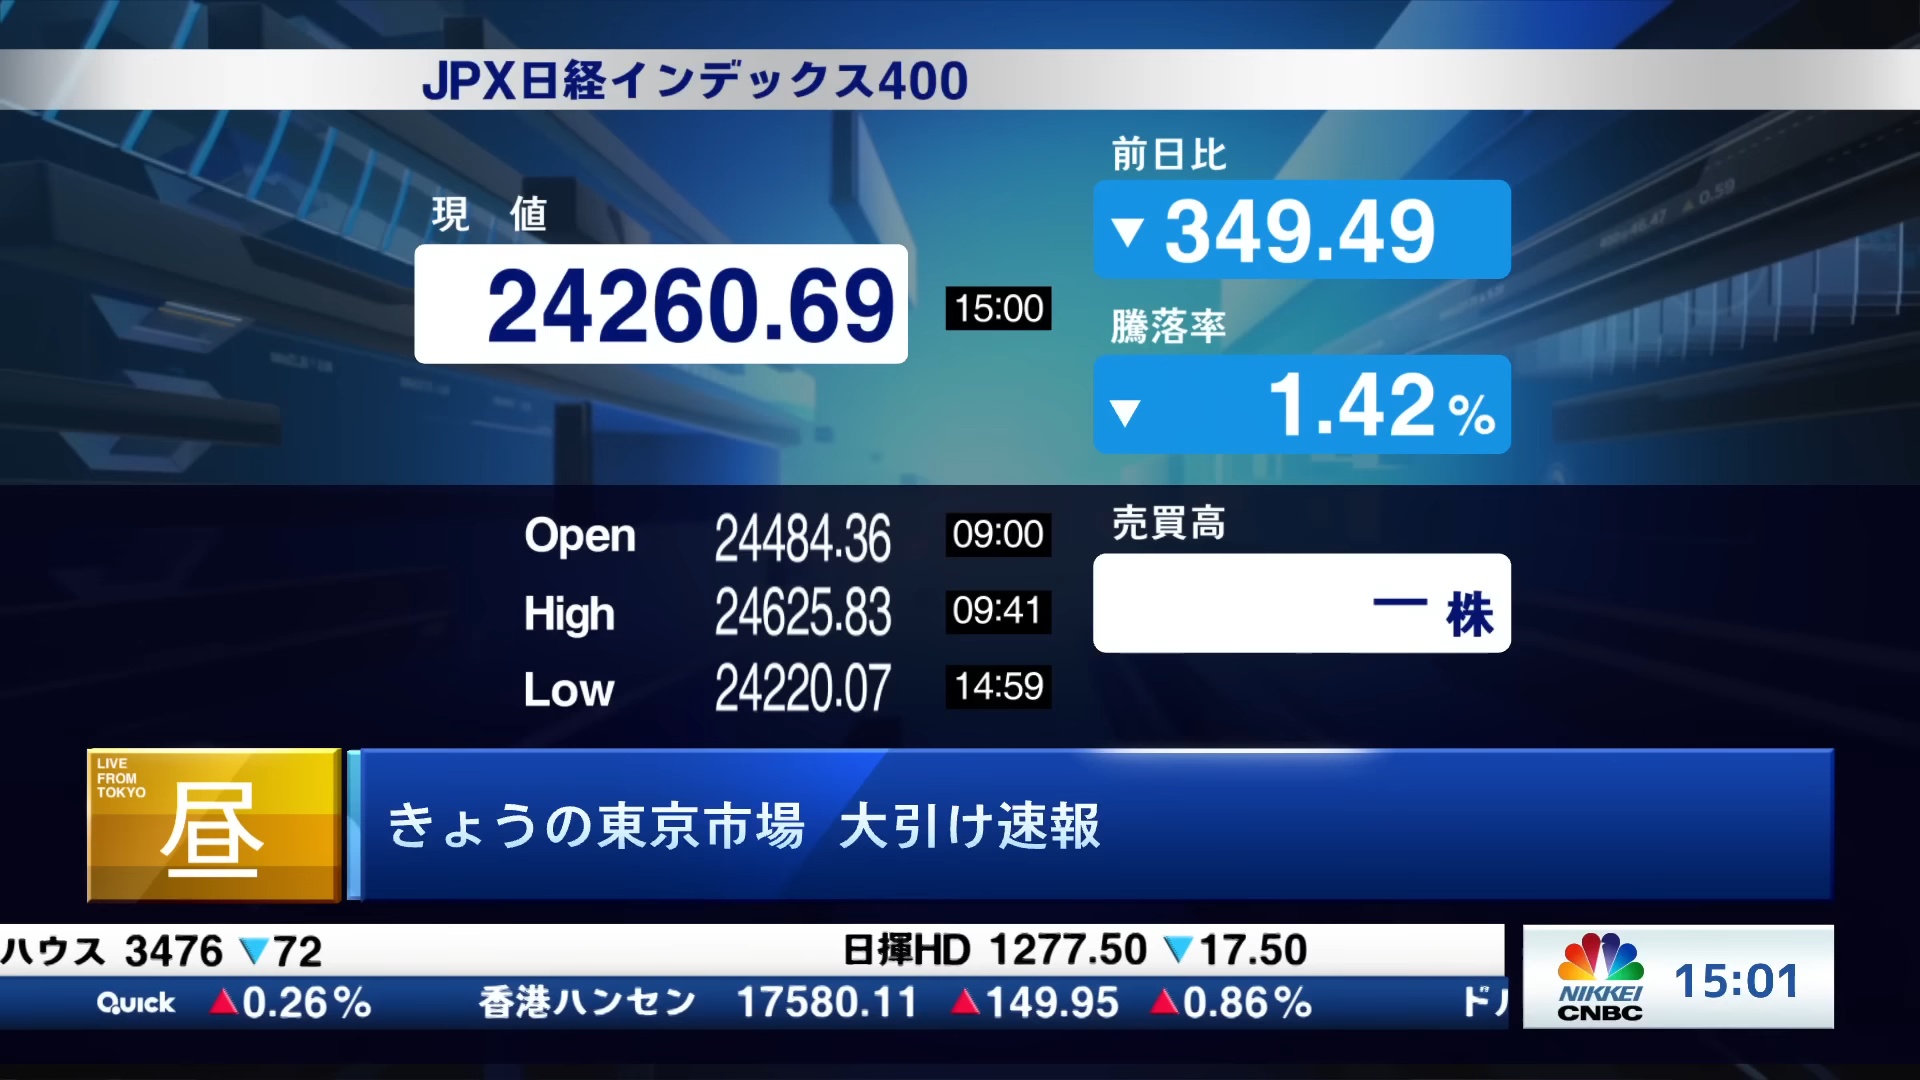 JPX日経インデックス400
現 値
24260.69
15:00
前日比
▼349.49
騰落率
▼ 1.42%
Open 24484.36 09:00
High 24625.83 09:41
Low 24220.07 14:59
売買高
― 株
LIVE
FROM
TOKYO
昼
きょうの東京市場 大引け速報
ハウス 3476 ▼72 日揮HD 1277.50 ▼17.50
QUICK ▲0.26% 香港ハンセン 17580.11 ▲149.95 ▲0.86%
NIKKEI
CNBC
15:01